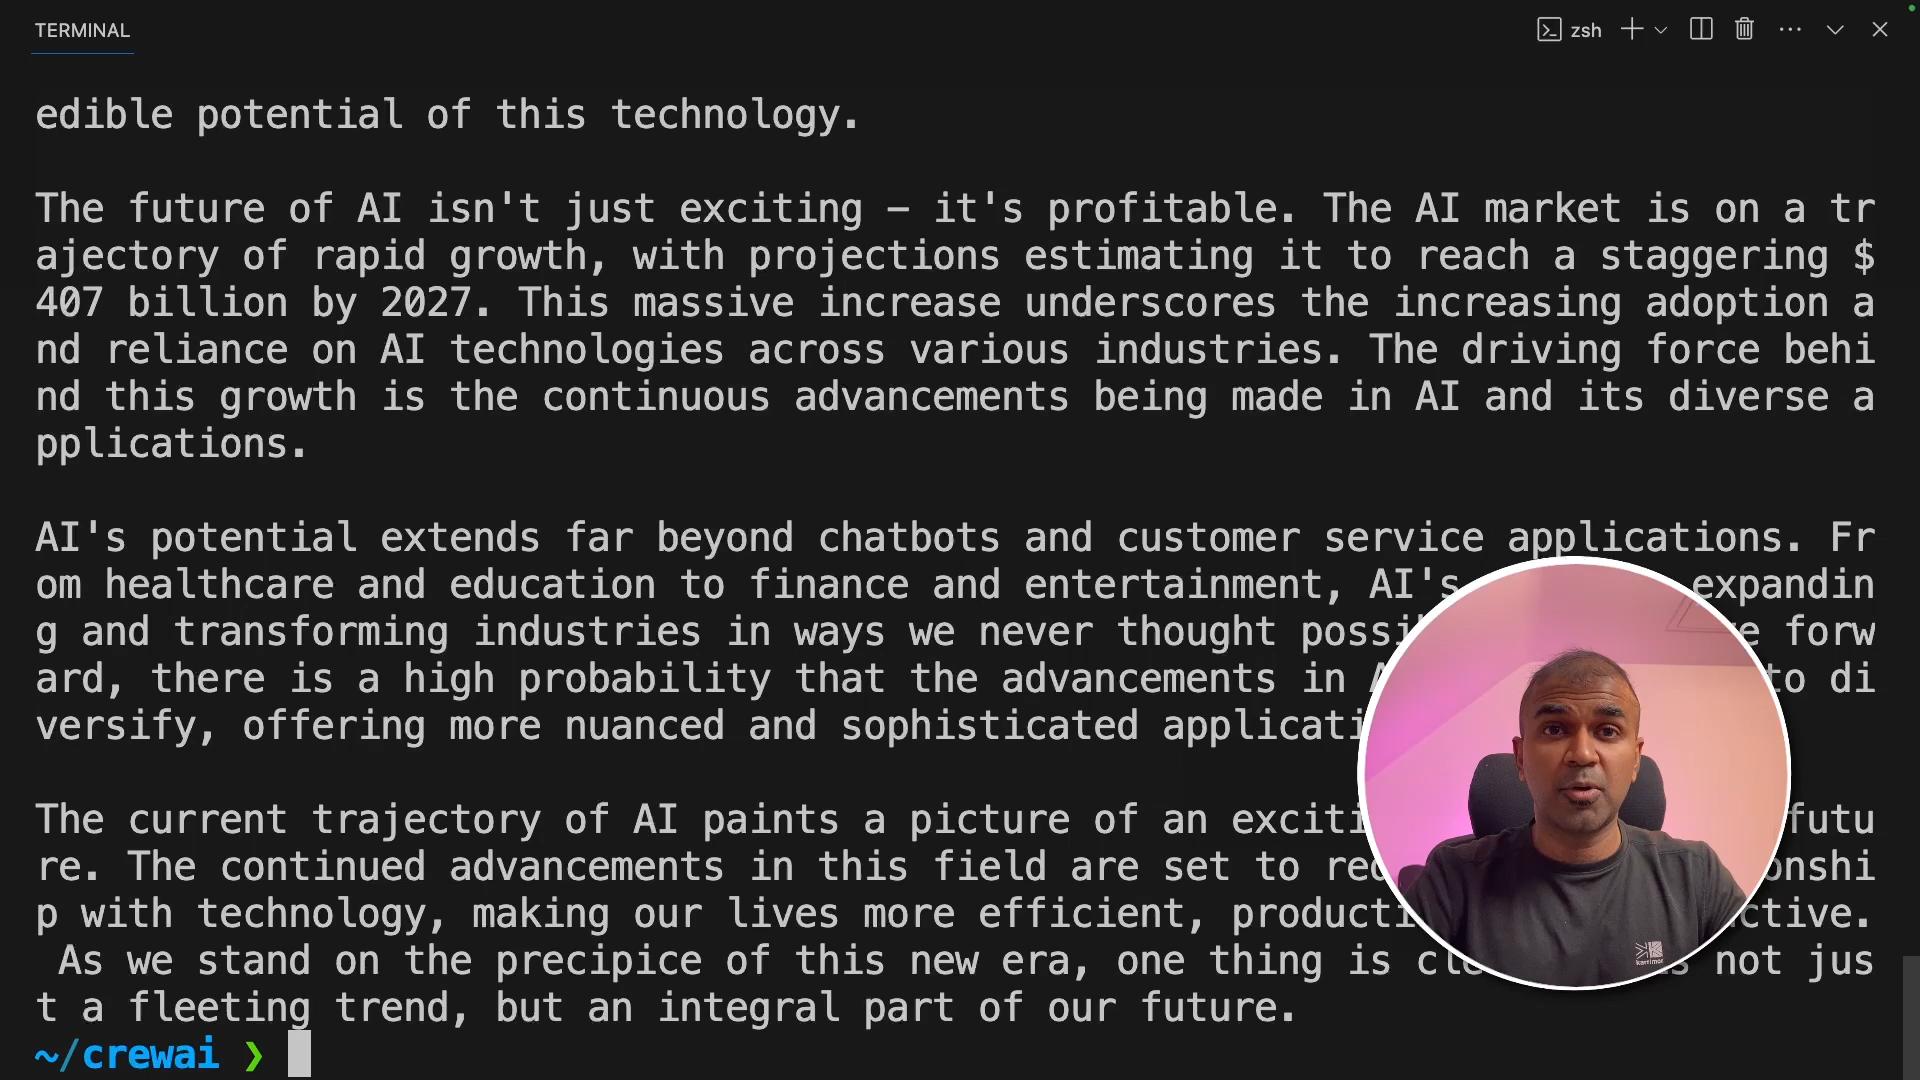 TERMINAL
zsh
edible potential of this technology.
The future of AI isn't just exciting – it's profitable. The AI market is on a tr
ajectory of rapid growth, with projections estimating it to reach a staggering $
407 billion by 2027. This massive increase underscores the increasing adoption a
nd reliance on AI technologies across various industries. The driving force behi
nd this growth is the continuous advancements being made in AI and its diverse a
pplications.
AI's potential extends far beyond chatbots and customer service applications. Fr
om healthcare and education to finance and entertainment, AI's expandin
g and transforming industries in ways we never thought possi forw
ard, there is a high probability that the advancements in to di
versify, offering more nuanced and sophisticated applicati
The current trajectory of AI paints a picture of an exciti futu
re. The continued advancements in this field are set to onshi
p with technology, making our lives more efficient, producti ctive.
As we stand on the precipice of this new era, one thing is not jus
t a fleeting trend, but an integral part of our future.
~/crewai ❯
karrimor